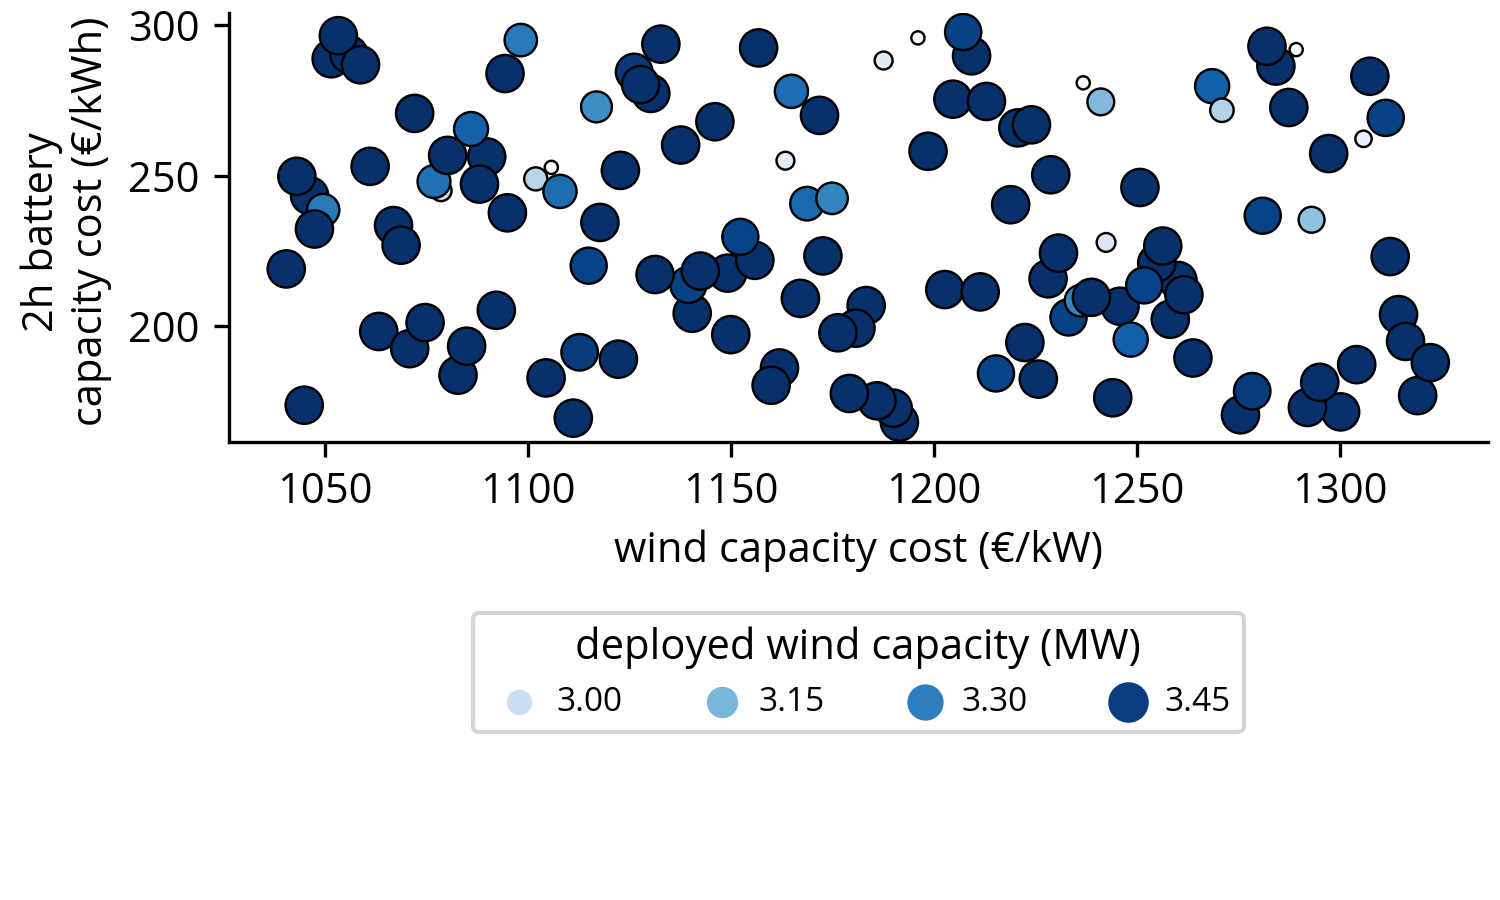 2h battery
capacity cost (€/kWh)
300
250
200
1050 1100 1150 1200 1250 1300
wind capacity cost (€/kW)
deployed wind capacity (MW)
3.00 3.15 3.30 3.45